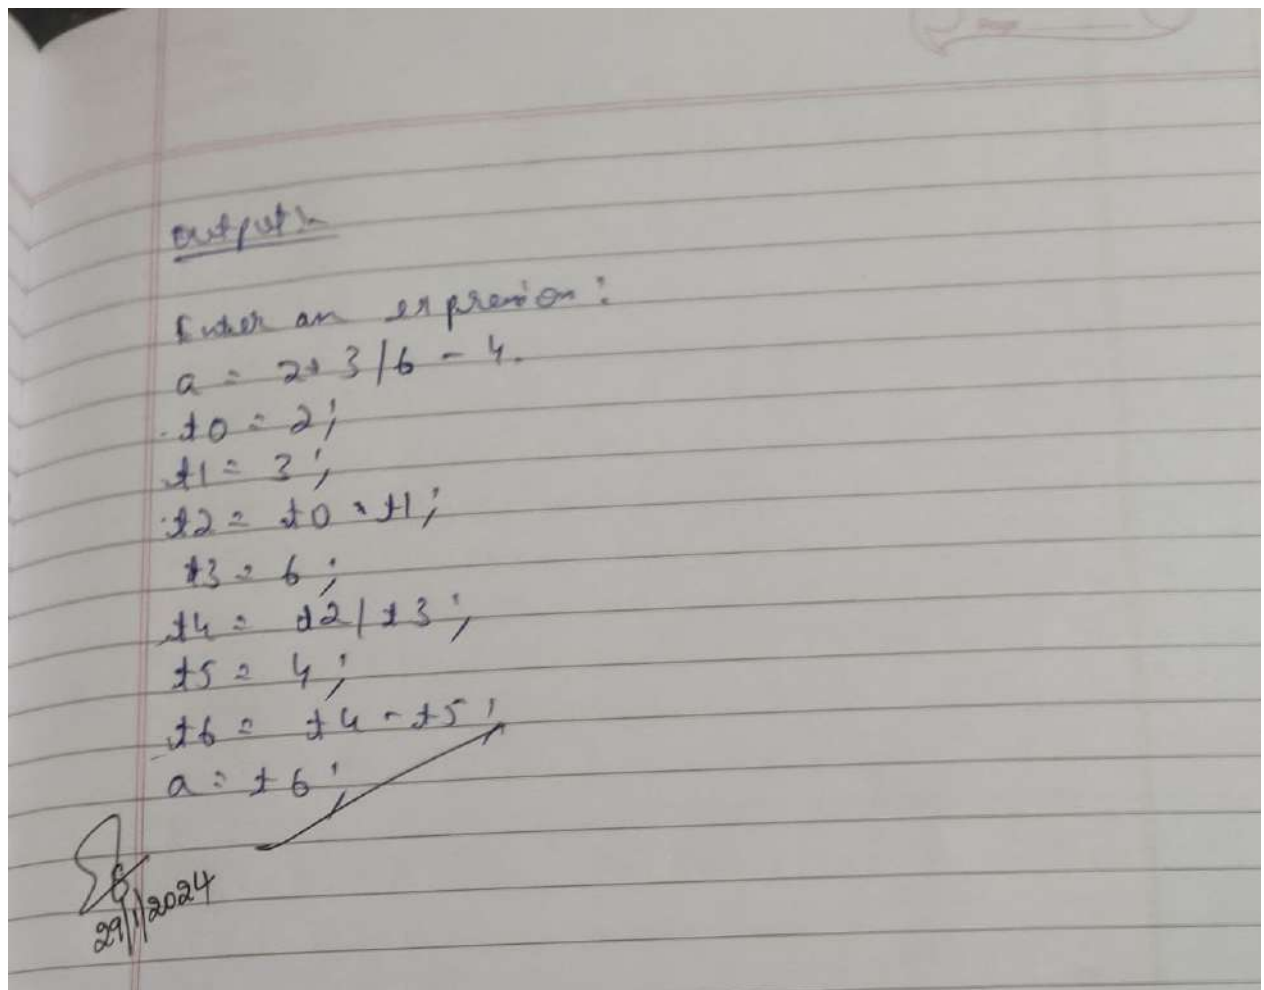 Output:-
Enter an expression:
a = 2*3/6-4.
t0 = 2;
t1 = 3;
t2 = t0 * t1;
t3 = 6;
t4 = t2/t3;
t5 = 4;
t6 = t4-t5;
a = t6;
29/1/2024